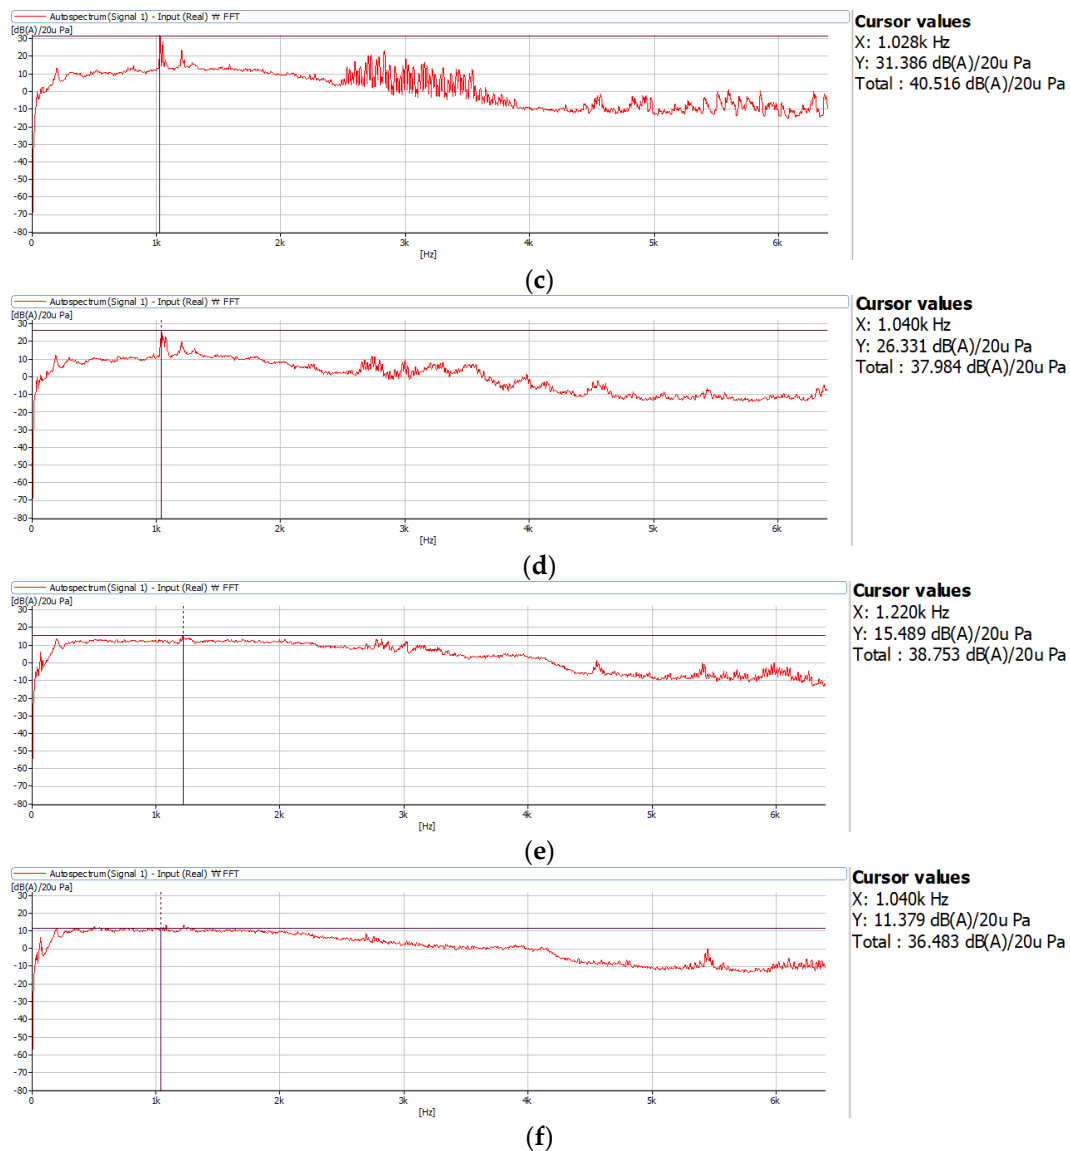 Autospectrum(Signal 1) - Input (Real) ₩ FFT
[dB(A)/20u Pa]
30
20
10
0
-10
-20
-30
-40
-50
-60
-70
-80
0 1k 2k 3k 4k 5k 6k
[Hz]
Cursor values
X: 1.028k Hz
Y: 31.386 dB(A)/20u Pa
Total : 40.516 dB(A)/20u Pa
(c)
Autospectrum(Signal 1) - Input (Real) ₩ FFT
[dB(A)/20u Pa]
30
20
10
0
-10
-20
-30
-40
-50
-60
-70
-80
0 1k 2k 3k 4k 5k 6k
[Hz]
Cursor values
X: 1.040k Hz
Y: 26.331 dB(A)/20u Pa
Total : 37.984 dB(A)/20u Pa
(d)
Autospectrum(Signal 1) - Input (Real) ₩ FFT
[dB(A)/20u Pa]
30
20
10
0
-10
-20
-30
-40
-50
-60
-70
-80
0 1k 2k 3k 4k 5k 6k
[Hz]
Cursor values
X: 1.220k Hz
Y: 15.489 dB(A)/20u Pa
Total : 38.753 dB(A)/20u Pa
(e)
Autospectrum(Signal 1) - Input (Real) ₩ FFT
[dB(A)/20u Pa]
30
20
10
0
-10
-20
-30
-40
-50
-60
-70
-80
0 1k 2k 3k 4k 5k 6k
[Hz]
Cursor values
X: 1.040k Hz
Y: 11.379 dB(A)/20u Pa
Total : 36.483 dB(A)/20u Pa
(f)